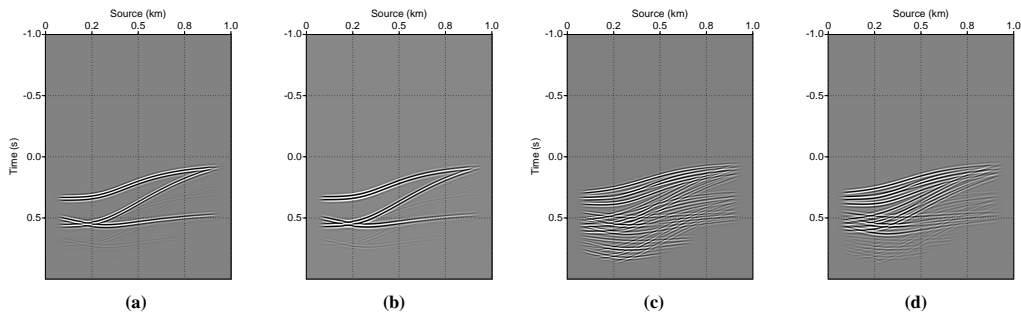 Source (km) Source (km) Source (km) Source (km)
0 0.2 0.5 0.8 1.0 0 0.2 0.5 0.8 1.0 0 0.2 0.5 0.8 1.0 0 0.2 0.5 0.8 1.0
-1.0 -1.0 -1.0 -1.0
-0.5 -0.5 -0.5 -0.5
0.0 0.0 0.0 0.0
Time (s) Time (s) Time (s) Time (s)
0.5 0.5 0.5 0.5
(a) (b) (c) (d)